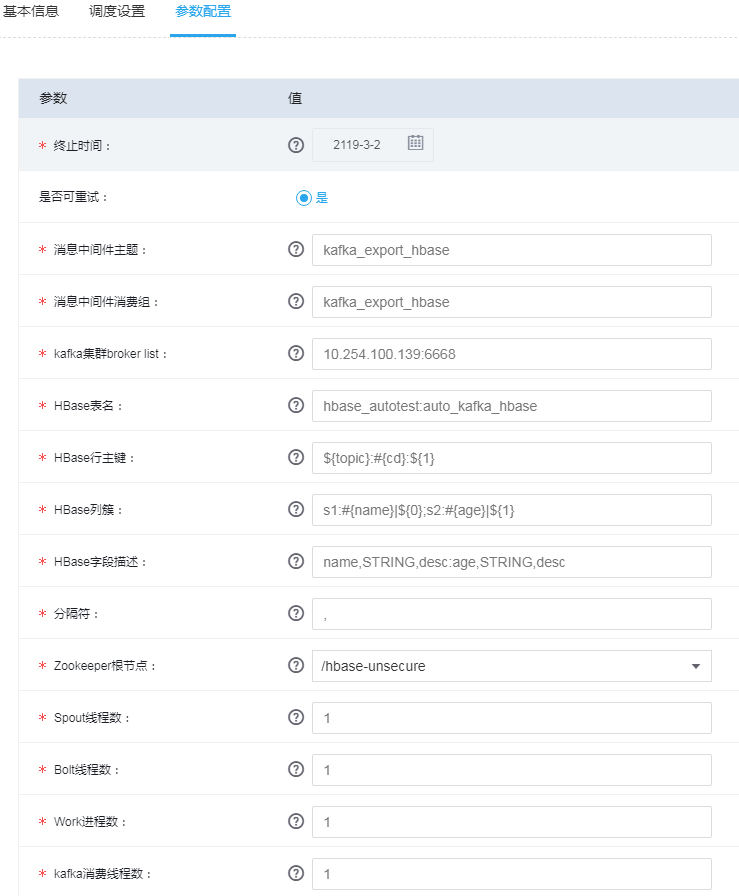 基本信息 调度设置 参数配置
参数 值
* 终止时间： ? 2119-3-2
是否可重试： 是
* 消息中间件主题： ? kafka_export_hbase
* 消息中间件消费组： ? kafka_export_hbase
* kafka集群broker list： ? 10.254.100.139:6668
* HBase表名： ? hbase_autotest:auto_kafka_hbase
* HBase行主键： ? ${topic}:#{cd}:${1}
* HBase列簇： ? s1:#{name}|${0};s2:#{age}|${1}
* HBase字段描述： ? name,STRING,desc:age,STRING,desc
* 分隔符： ? ,
* Zookeeper根节点： ? /hbase-unsecure
* Spout线程数： ? 1
* Bolt线程数： ? 1
* Work进程数： ? 1
* kafka消费线程数： ? 1